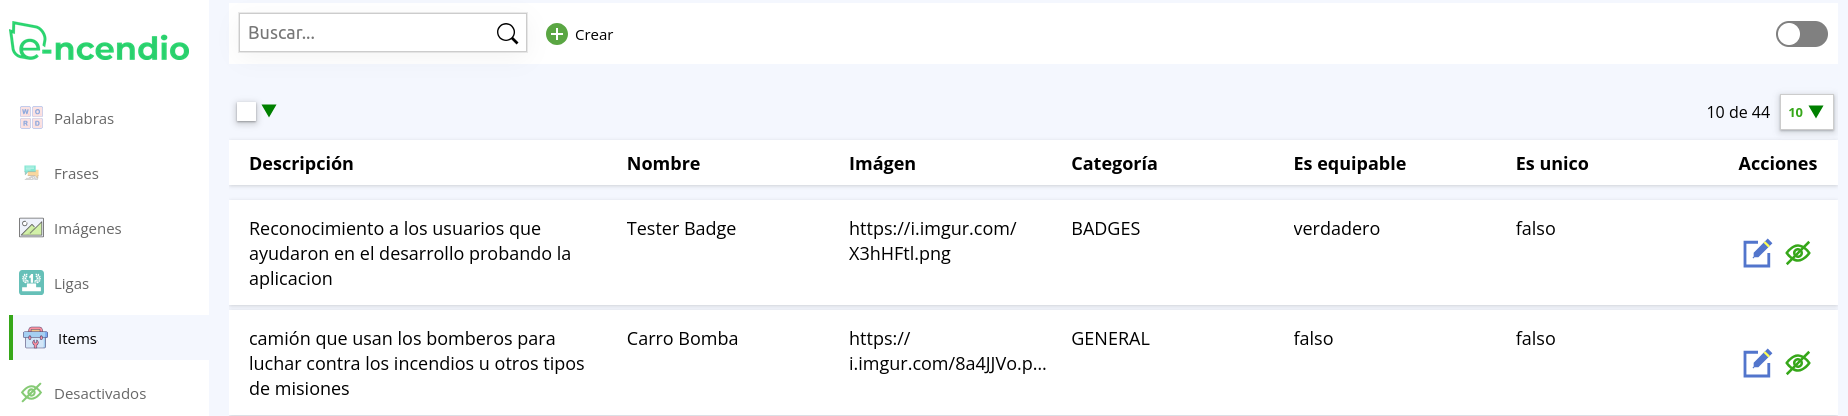 e-ncendio
Buscar...
Crear
Palabras
Frases
Imágenes
Ligas
Items
Desactivados
10 de 44
10
Descripción Nombre Imágen Categoría Es equipable Es unico Acciones
Reconocimiento a los usuarios que
ayudaron en el desarrollo probando la
aplicacion
Tester Badge
https://i.imgur.com/
X3hHFtl.png
BADGES
verdadero
falso
camión que usan los bomberos para
luchar contra los incendios u otros tipos
de misiones
Carro Bomba
https://
i.imgur.com/8a4JJVo.p...
GENERAL
falso
falso